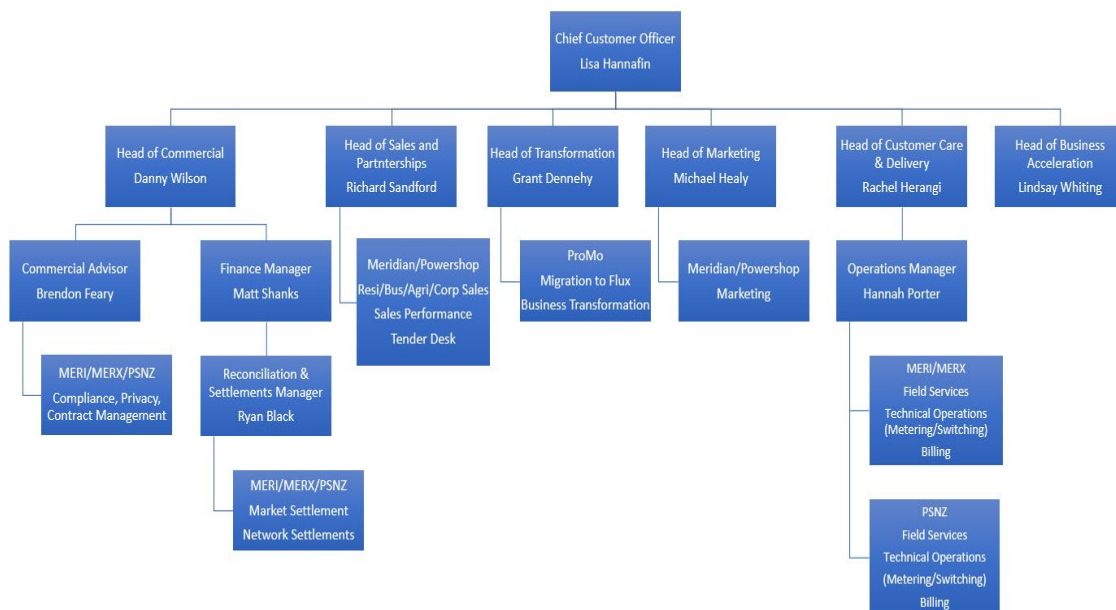 Chief Customer Officer
Lisa Hannafin
Head of Commercial
Danny Wilson
Head of Sales and
Partnterships
Richard Sandford
Head of Transformation
Grant Dennehy
Head of Marketing
Michael Healy
Head of Customer Care
& Delivery
Rachel Herangi
Head of Business
Acceleration
Lindsay Whiting
Commercial Advisor
Brendon Feary
Finance Manager
Matt Shanks
Meridian/Powershop
Resi/Bus/Agri/Corp Sales
Sales Performance
Tender Desk
ProMo
Migration to Flux
Business Transformation
Meridian/Powershop
Marketing
Operations Manager
Hannah Porter
MERI/MERX/PSNZ
Compliance, Privacy,
Contract Management
Reconciliation &
Settlements Manager
Ryan Black
MERI/MERX
Field Services
Technical Operations
(Metering/Switching)
Billing
MERI/MERX/PSNZ
Market Settlement
Network Settlements
PSNZ
Field Services
Technical Operations
(Metering/Switching)
Billing